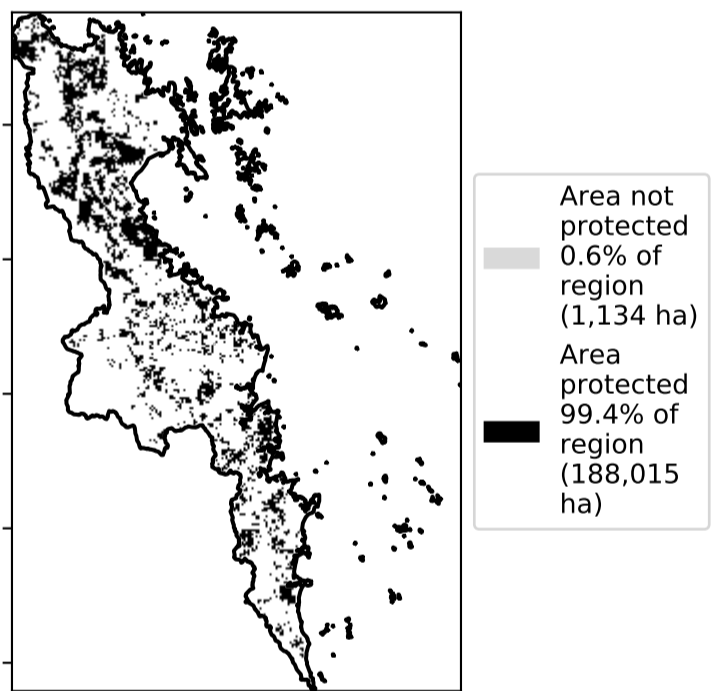 Area not
protected
0.6% of
region
(1,134 ha)
Area
protected
99.4% of
region
(188,015
ha)